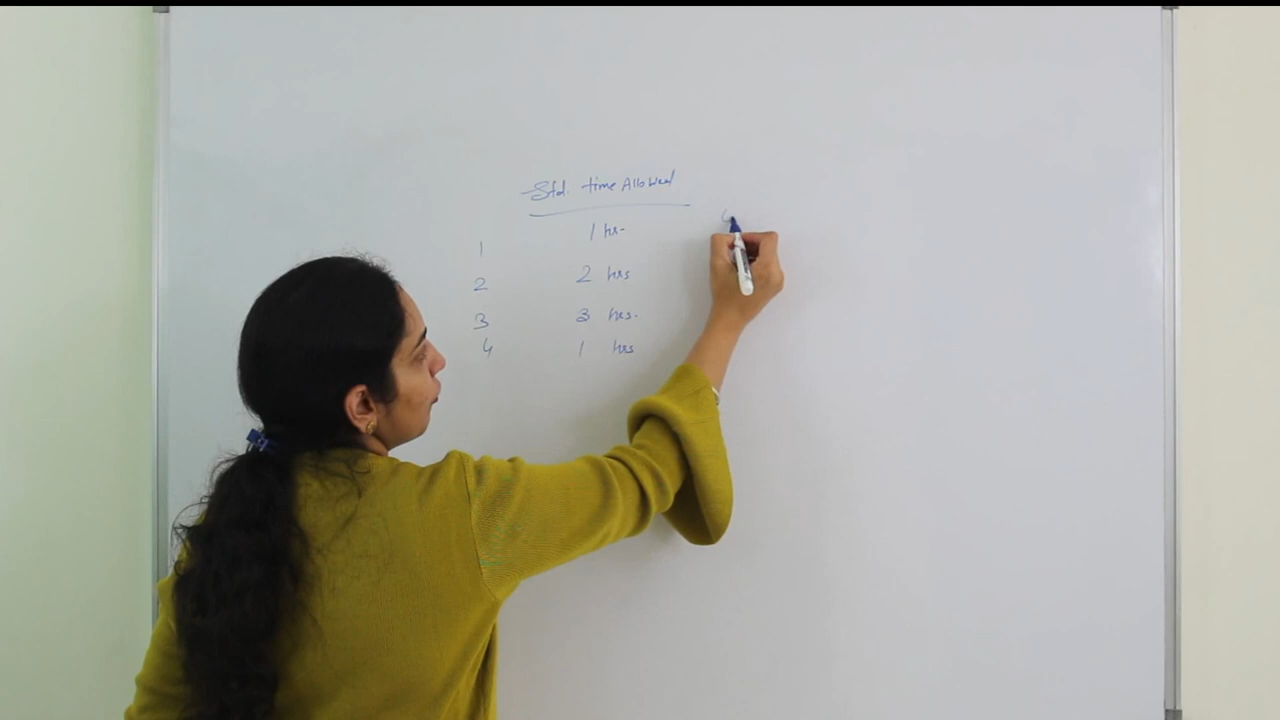 Std. time Allowed
1 1 hr-
2 2 hrs
3 3 hrs.
4 1 hrs